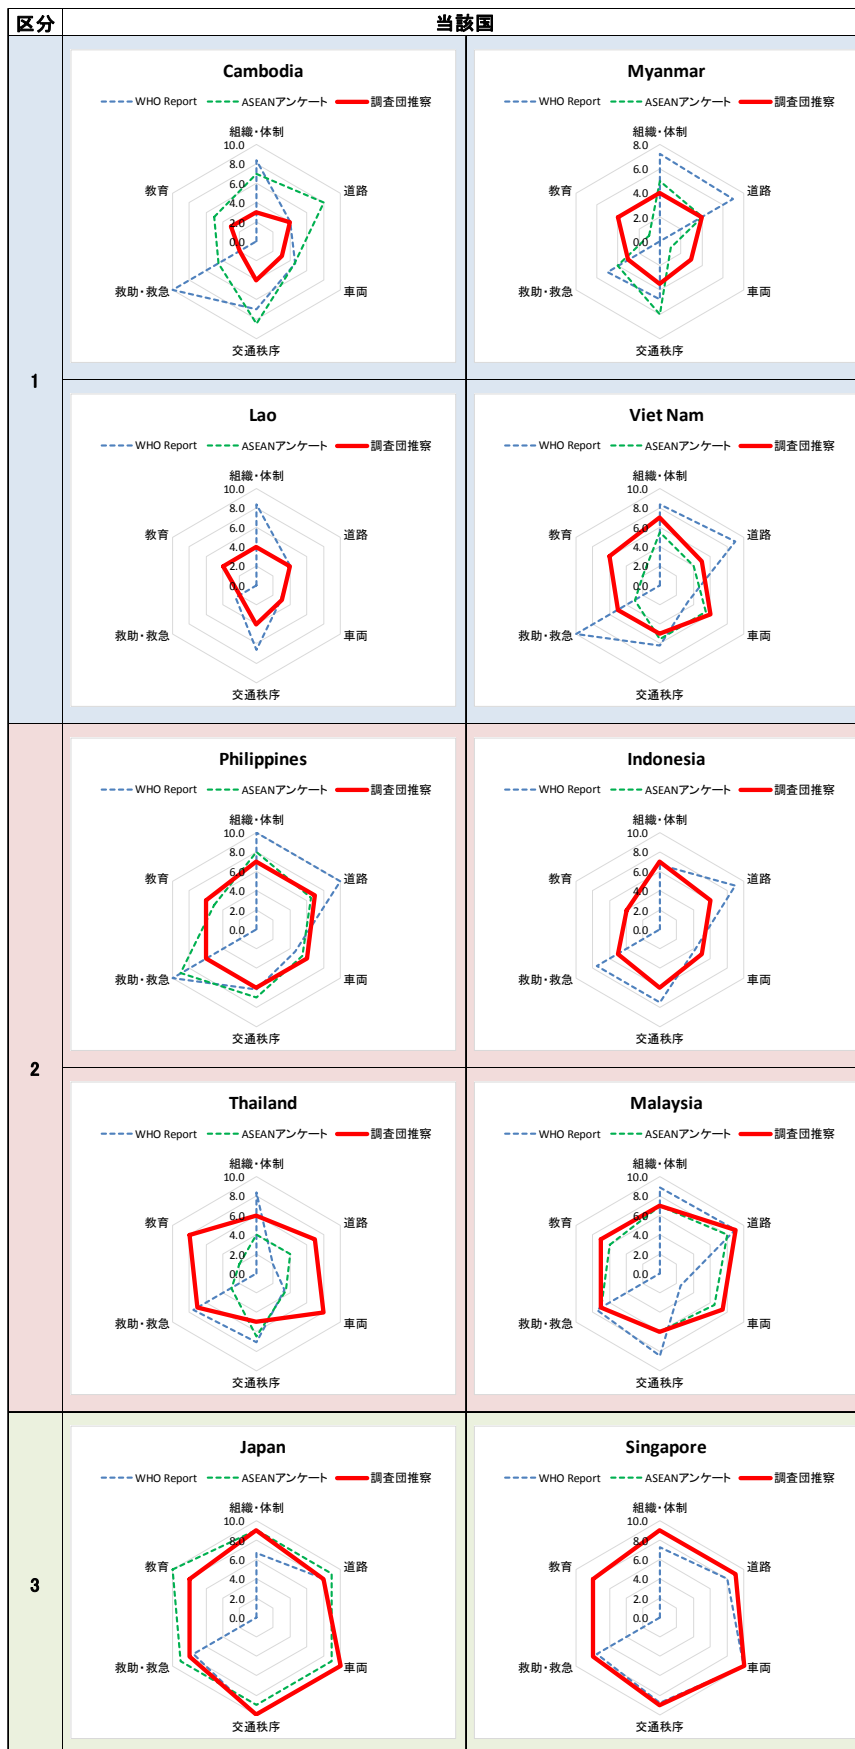 区分 当該国
1
Cambodia
WHO Report ASEANアンケート 調査団推察
組織・体制
10.0
8.0
6.0
4.0
2.0
0.0
道路
車両
交通秩序
救助・救急
教育
Myanmar
WHO Report ASEANアンケート 調査団推察
組織・体制
8.0
6.0
4.0
2.0
0.0
道路
車両
交通秩序
救助・救急
教育
Lao
WHO Report ASEANアンケート 調査団推察
組織・体制
10.0
8.0
6.0
4.0
2.0
0.0
道路
車両
交通秩序
救助・救急
教育
Viet Nam
WHO Report ASEANアンケート 調査団推察
組織・体制
10.0
8.0
6.0
4.0
2.0
0.0
道路
車両
交通秩序
救助・救急
教育
2
Philippines
WHO Report ASEANアンケート 調査団推察
組織・体制
10.0
8.0
6.0
4.0
2.0
0.0
道路
車両
交通秩序
救助・救急
教育
Indonesia
WHO Report ASEANアンケート 調査団推察
組織・体制
10.0
8.0
6.0
4.0
2.0
0.0
道路
車両
交通秩序
救助・救急
教育
Thailand
WHO Report ASEANアンケート 調査団推察
組織・体制
10.0
8.0
6.0
4.0
2.0
0.0
道路
車両
交通秩序
救助・救急
教育
Malaysia
WHO Report ASEANアンケート 調査団推察
組織・体制
10.0
8.0
6.0
4.0
2.0
0.0
道路
車両
交通秩序
救助・救急
教育
3
Japan
WHO Report ASEANアンケート 調査団推察
組織・体制
10.0
8.0
6.0
4.0
2.0
0.0
道路
車両
交通秩序
救助・救急
教育
Singapore
WHO Report ASEANアンケート 調査団推察
組織・体制
10.0
8.0
6.0
4.0
2.0
0.0
道路
車両
交通秩序
救助・救急
教育